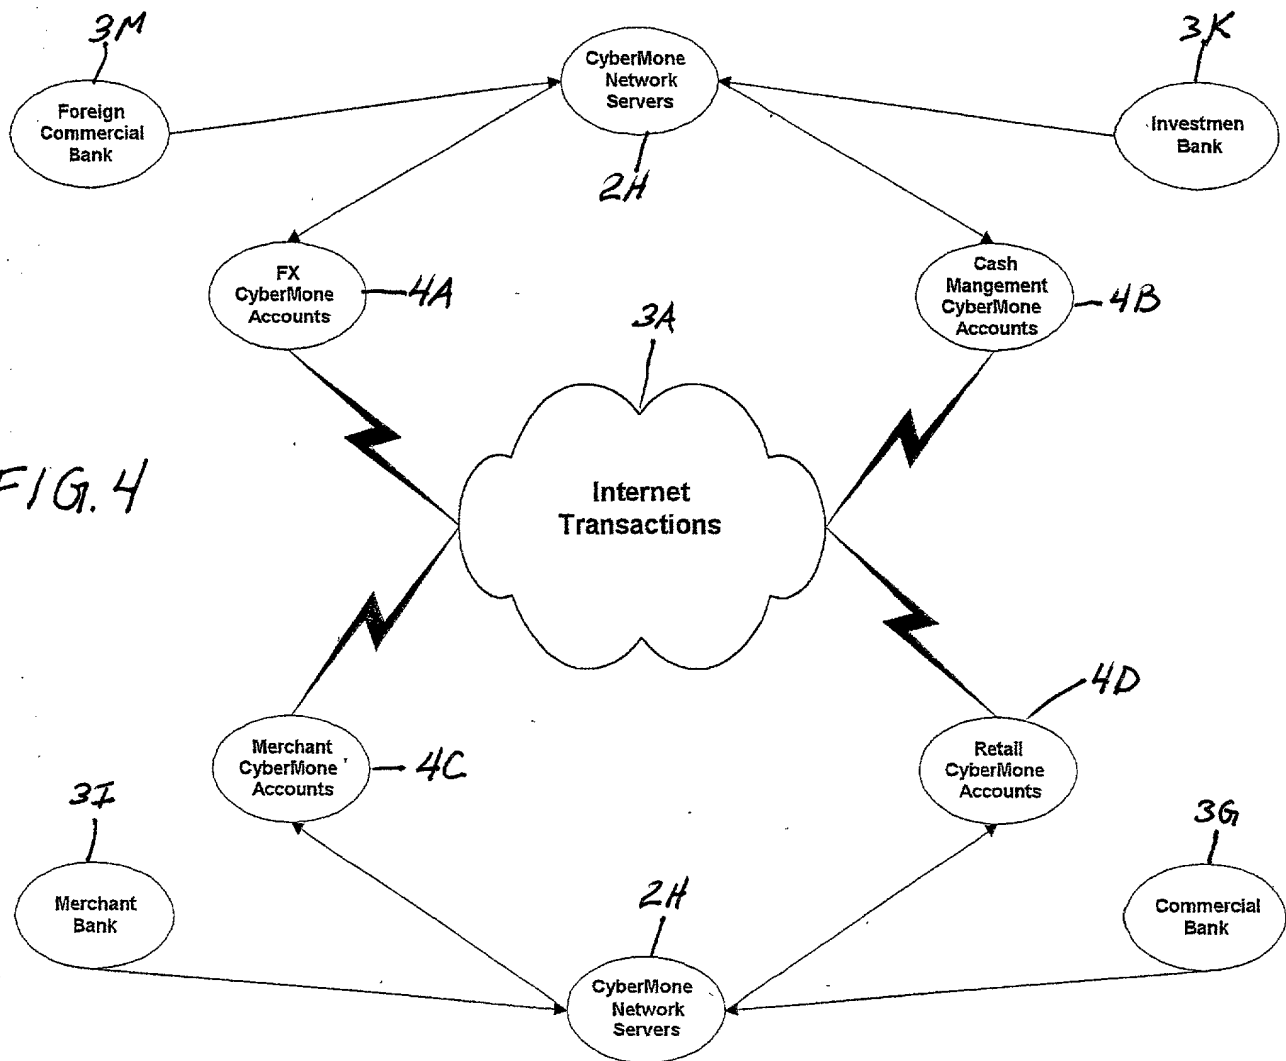 3M
CyberMone
Network
Servers
3K
Foreign
Commercial
Bank
Investmen
Bank
2H
FX
CyberMone
Accounts
4A
Cash
Mangement
CyberMone
Accounts
4B
3A
Internet
Transactions
FIG. 4
4D
Merchant
CyberMone
Accounts
4C
Retail
CyberMone
Accounts
3I
3G
Merchant
Bank
2H
Commercial
Bank
CyberMone
Network
Servers